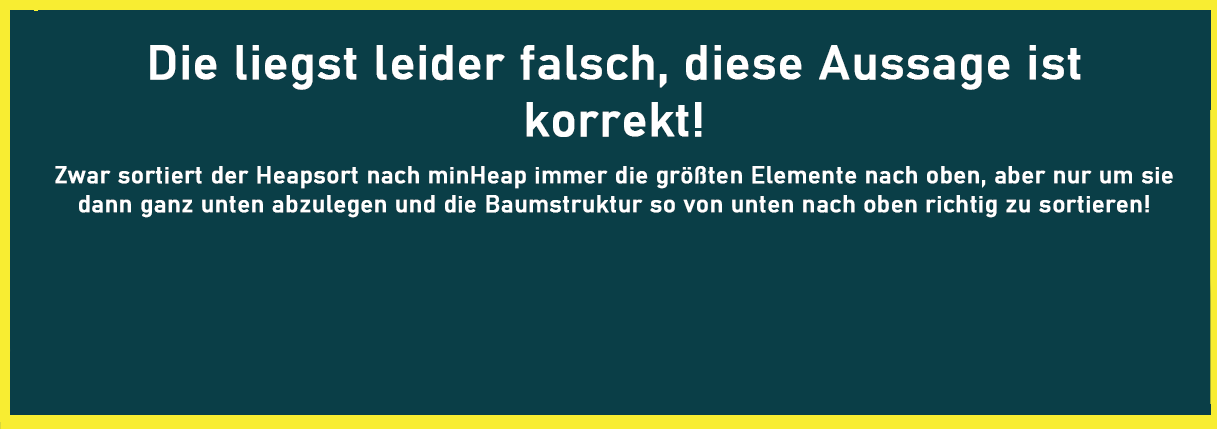 Die liegst leider falsch, diese Aussage ist
korrekt!
Zwar sortiert der Heapsort nach minHeap immer die größten Elemente nach oben, aber nur um sie
dann ganz unten abzulegen und die Baumstruktur so von unten nach oben richtig zu sortieren!